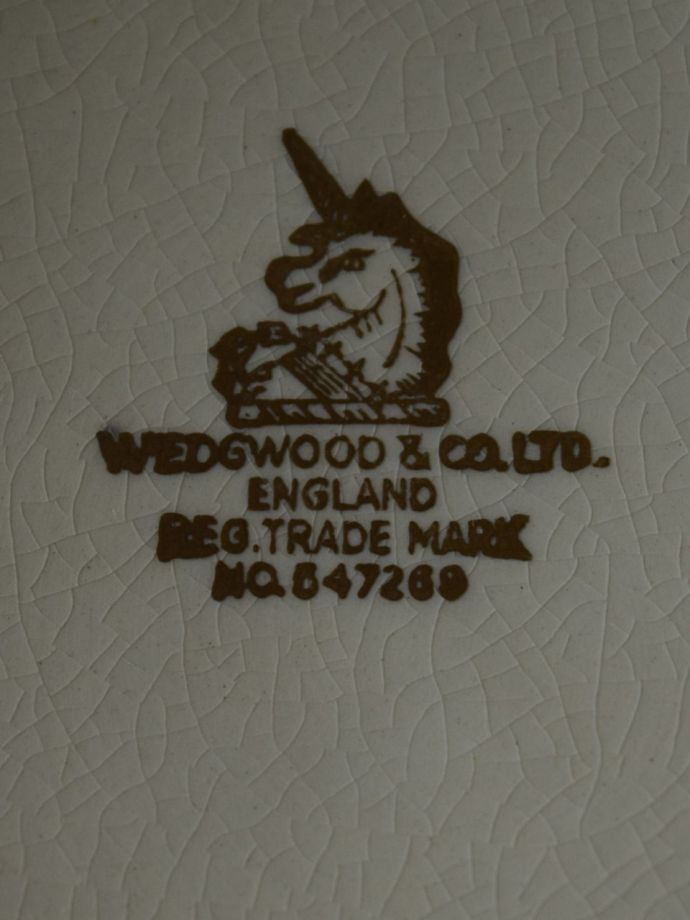 WEDGWOOD & CO. LTD.
ENGLAND
REG. TRADE MARK
NO. 547269